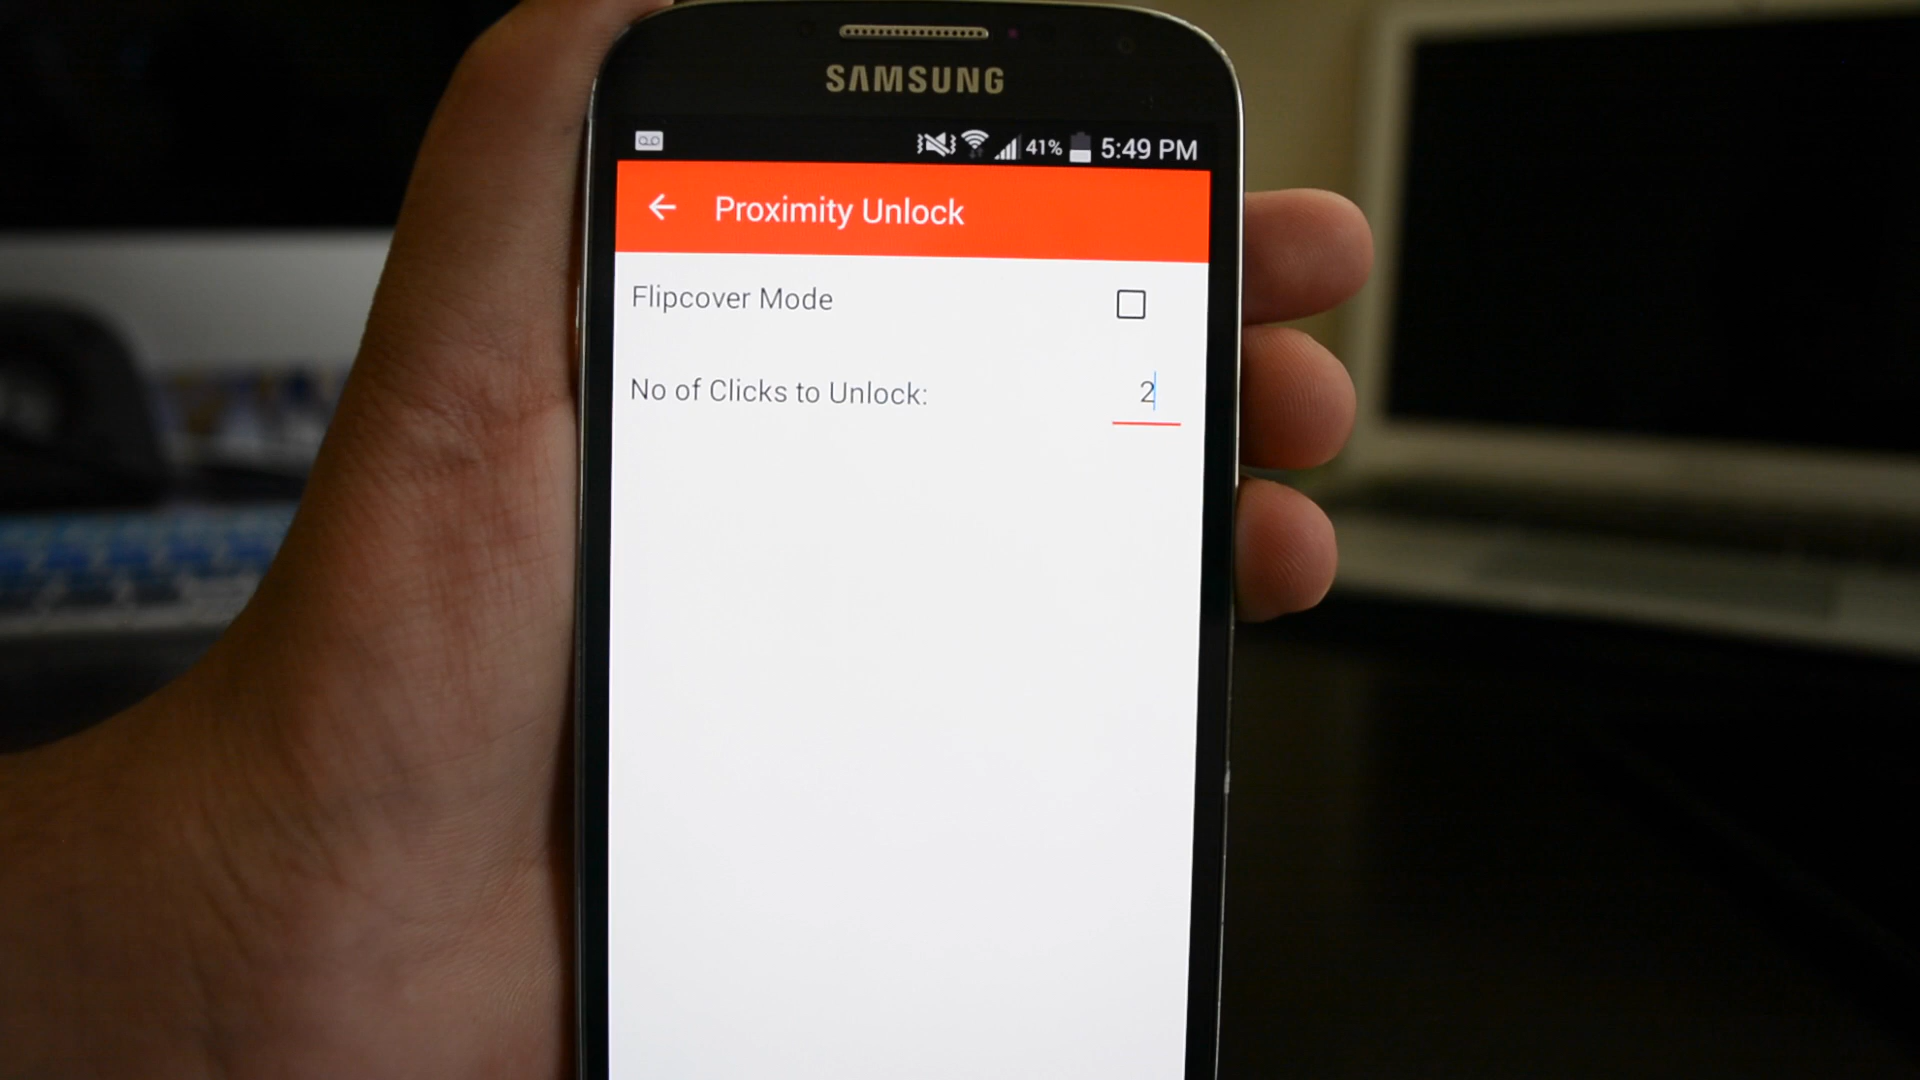 SAMSUNG
41% 5:49 PM
Proximity Unlock
Flipcover Mode
No of Clicks to Unlock: 2